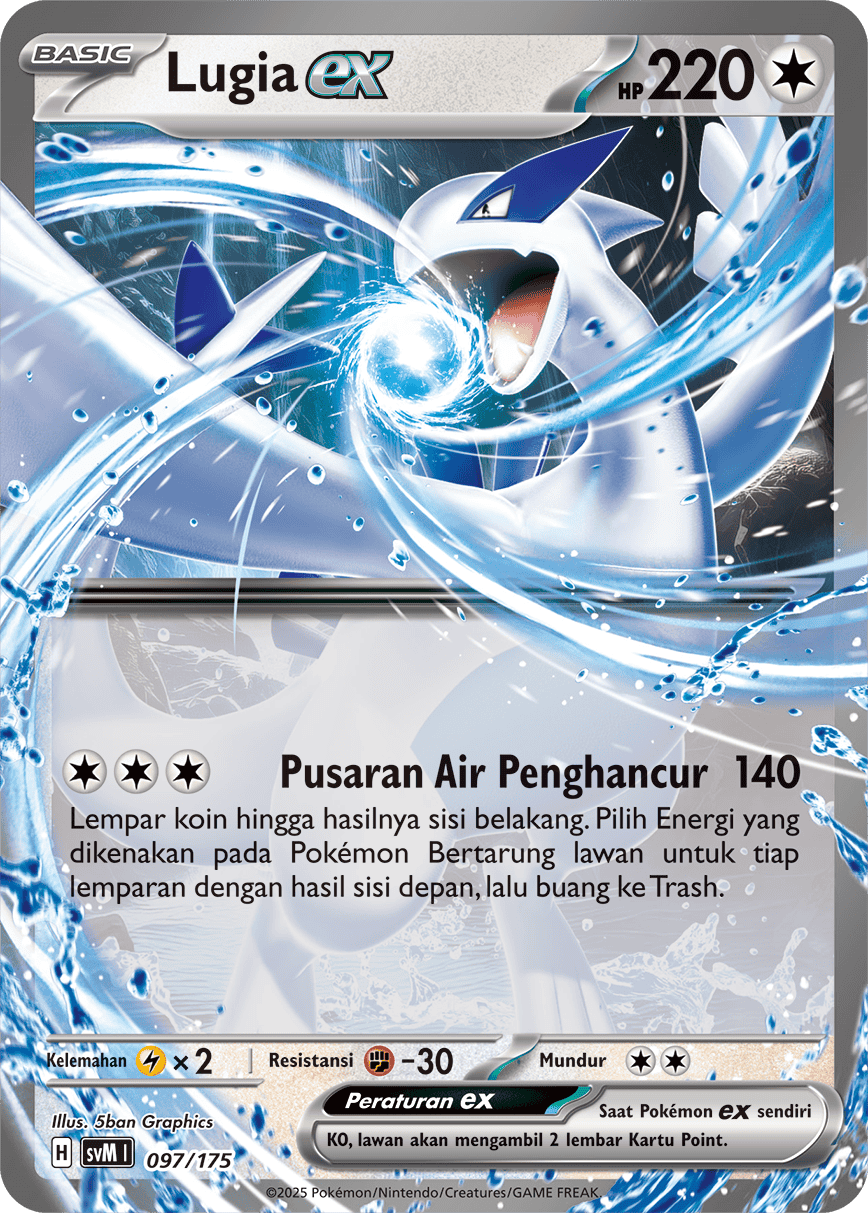 BASIC Lugia ex HP 220
Pusaran Air Penghancur 140
Lempar koin hingga hasilnya sisi belakang. Pilih Energi yang
dikenakan pada Pokémon Bertarung lawan untuk tiap
lemparan dengan hasil sisi depan, lalu buang ke Trash.
Kelemahan ×2 Resistansi −30 Mundur
Illus. 5ban Graphics
H svM I 097/175
Peraturan ex Saat Pokémon ex sendiri
KO, lawan akan mengambil 2 lembar Kartu Point.
©2025 Pokémon/Nintendo/Creatures/GAME FREAK.